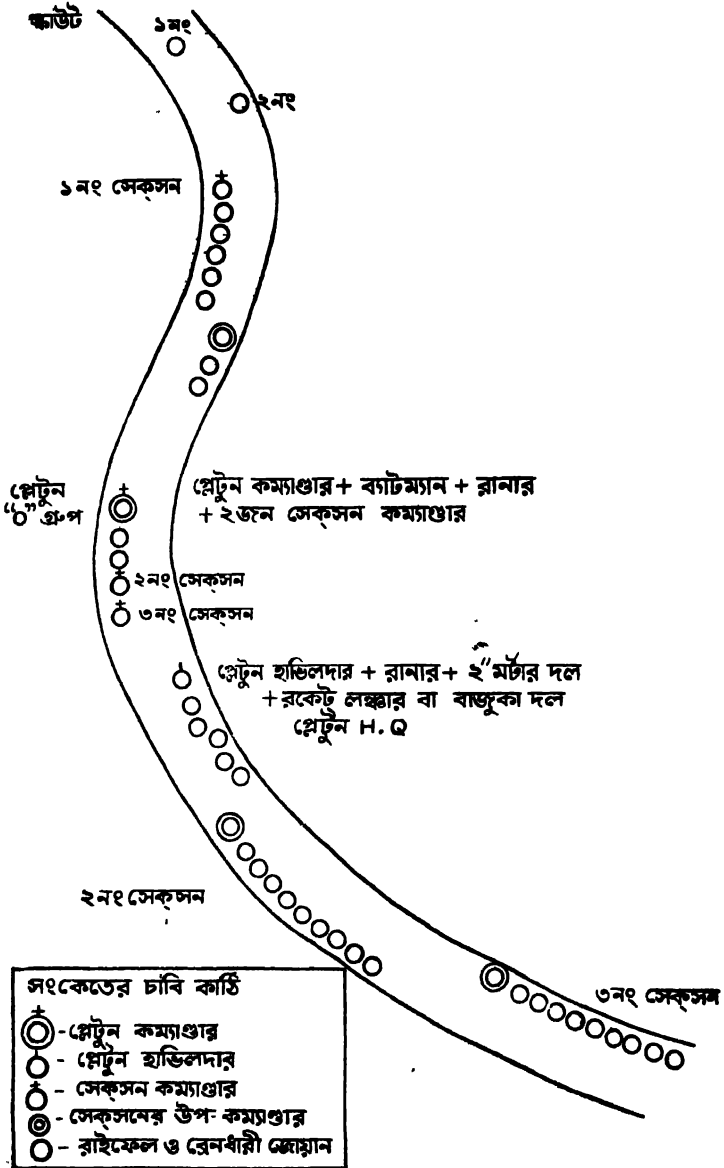 স্কাউট
১নং
২নং
১নং সেক্সন
প্লেটুন
"O" গ্রুপ
প্লেটুন কম্যাণ্ডার + ব্যাটম্যান + রানার
+ ২জন সেক্সন কম্যাণ্ডার
২নং সেক্সন
৩নং সেক্সন
প্লেটুন হাভিলদার + রানার + ২" মর্টার দল
+ রকেট লঞ্চার বা বাজুকা দল
প্লেটুন H.Q
২নং সেক্সন
৩নং সেক্সন
সংকেতের চাবি কাঠি
- প্লেটুন কম্যাণ্ডার
- প্লেটুন হাভিলদার
- সেক্সন কম্যাণ্ডার
- সেক্সনের উপ-কম্যাণ্ডার
- রাইফেল ও ব্রেনধারী জোয়ান